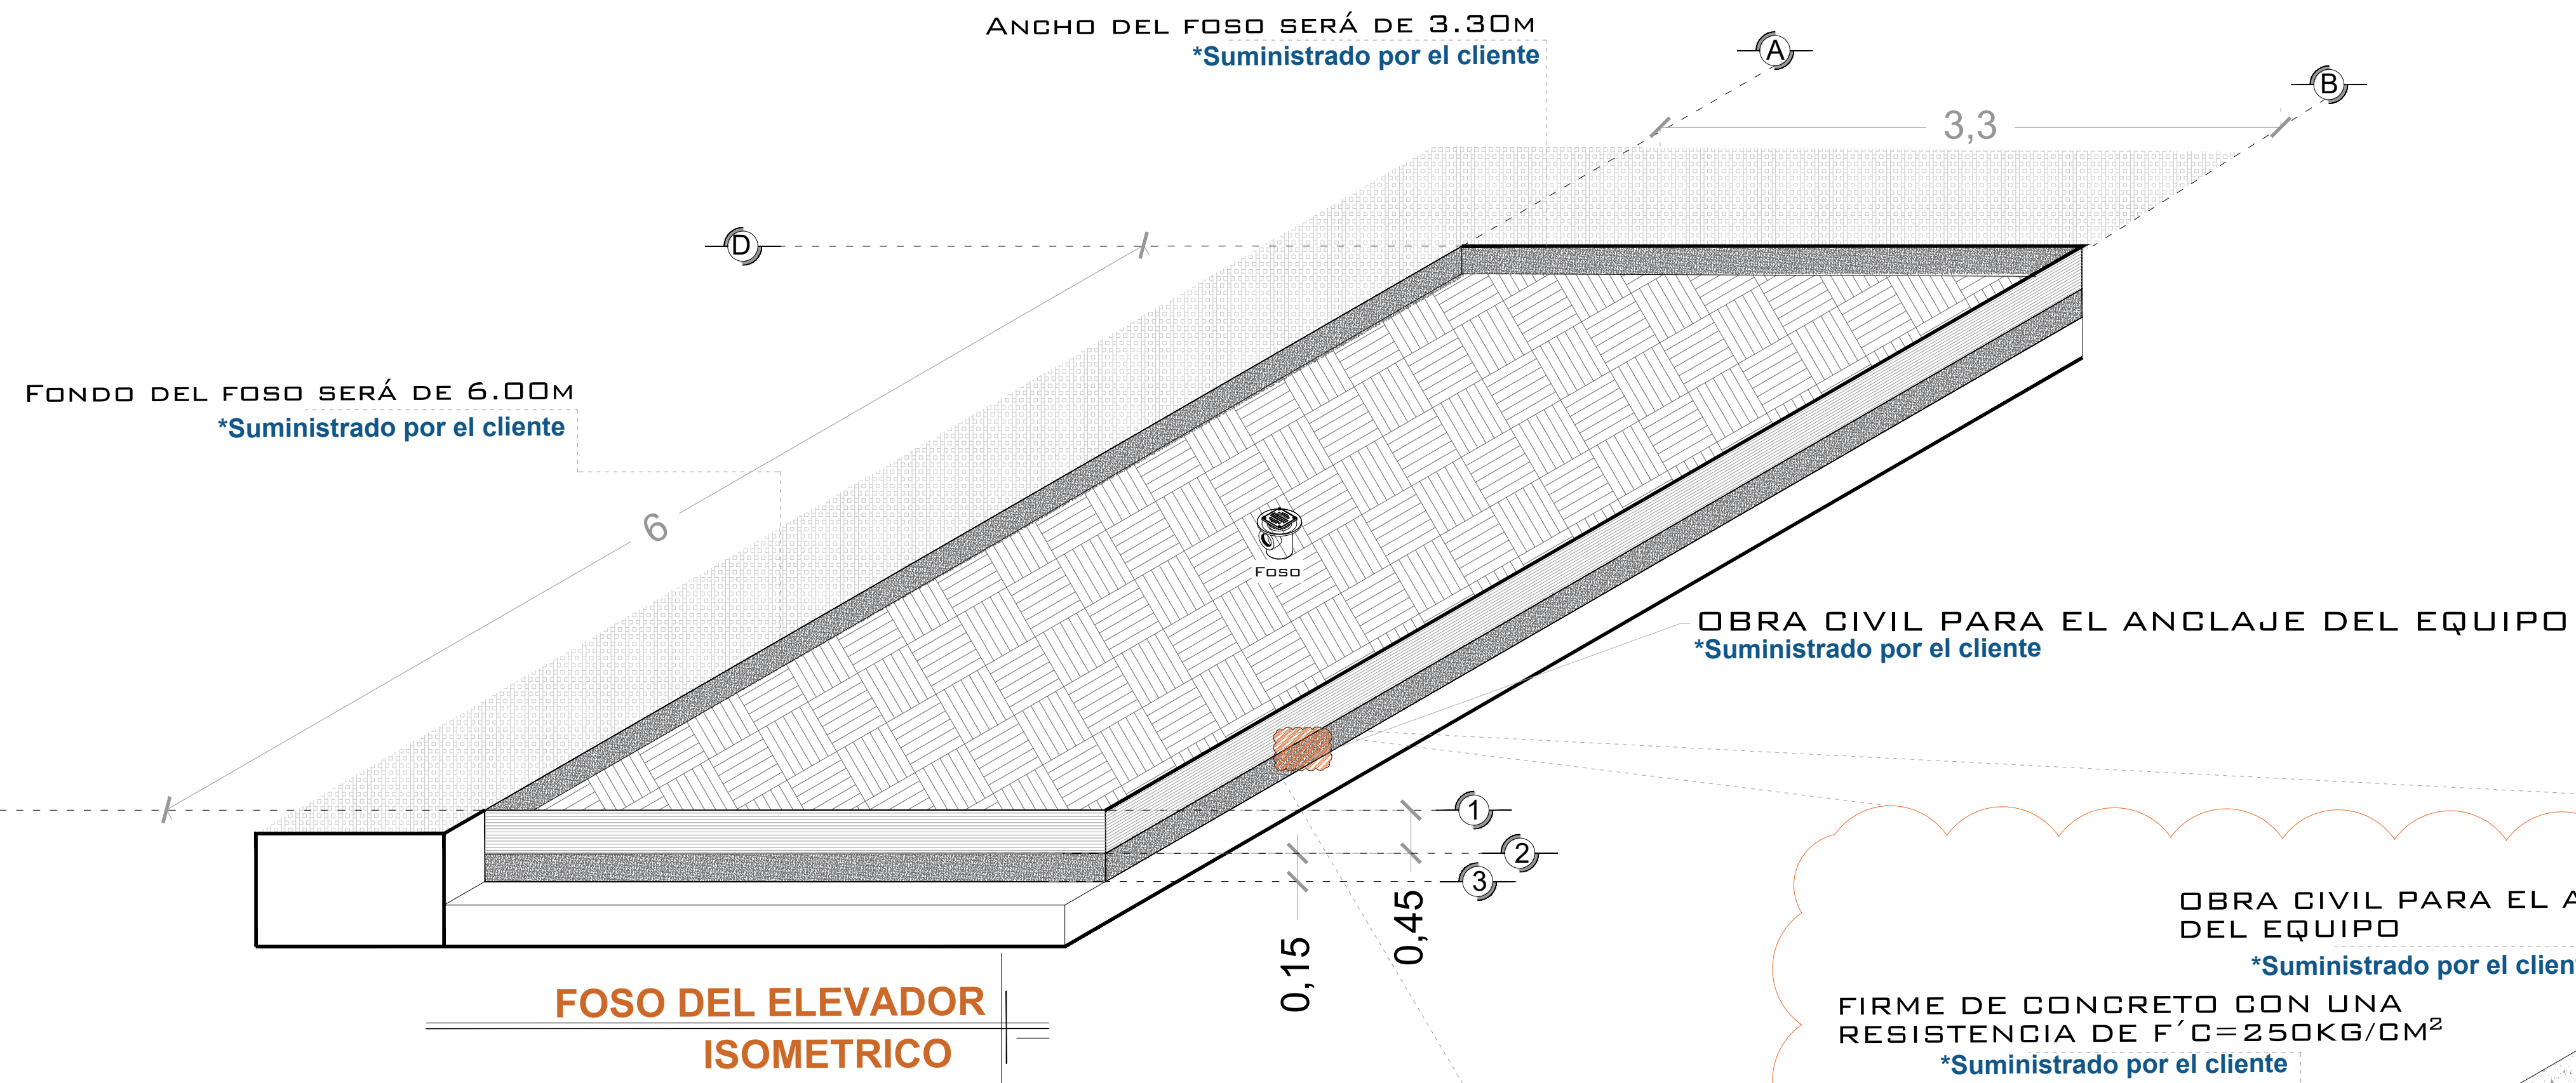 ANCHO DEL FOSO SERÁ DE 3.30M
*Suministrado por el cliente
A
B
3,3
D
FONDO DEL FOSO SERÁ DE 6.00M
*Suministrado por el cliente
6
FOSO
OBRA CIVIL PARA EL ANCLAJE DEL EQUIPO
*Suministrado por el cliente
1
2
3
0,15
0,45
OBRA CIVIL PARA EL A
DEL EQUIPO
*Suministrado por el clien
FIRME DE CONCRETO CON UNA
RESISTENCIA DE F´C=250KG/CM²
*Suministrado por el cliente
FOSO DEL ELEVADOR
ISOMETRICO